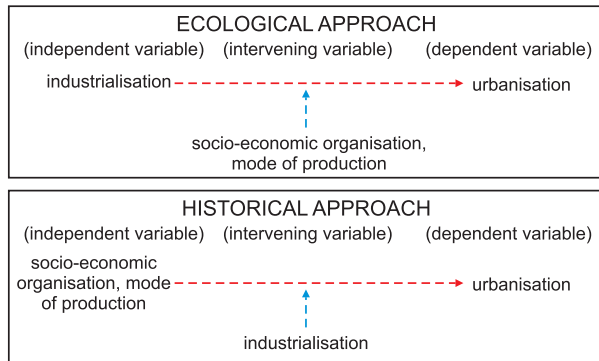 ECOLOGICAL APPROACH
(independent variable) (intervening variable) (dependent variable)
industrialisation urbanisation
socio-economic organisation,
mode of production
HISTORICAL APPROACH
(independent variable) (intervening variable) (dependent variable)
socio-economic
organisation, mode urbanisation
of production
industrialisation